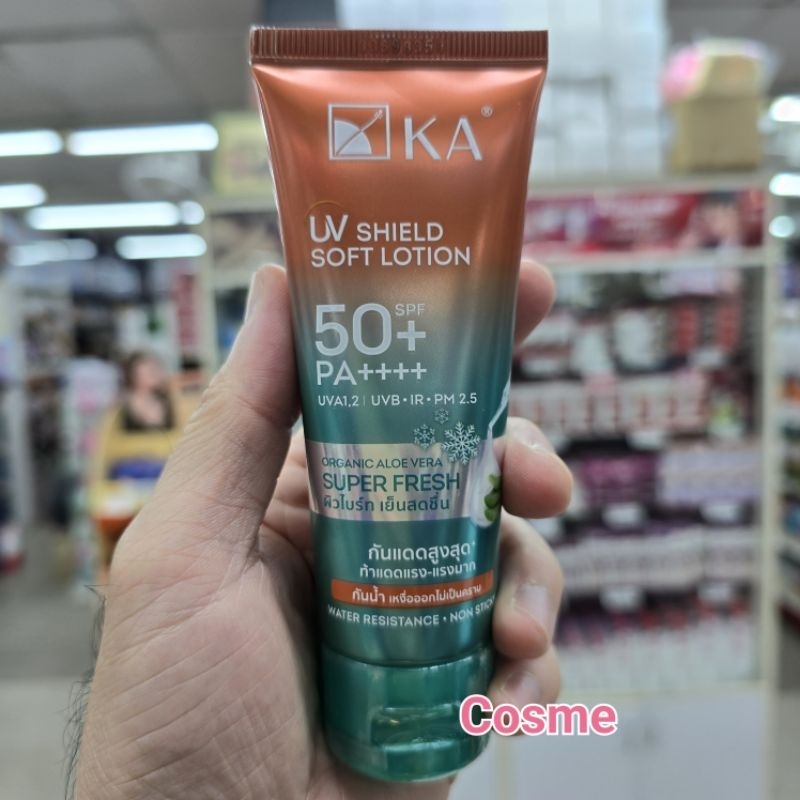 KA®
UV SHIELD
SOFT LOTION
50+ SPF
PA++++
UVA1,2 | UVB • IR • PM 2.5
ORGANIC ALOE VERA
SUPER FRESH
ผิวไบร์ท เย็นสดชื่น
กันแดดสูงสุด*
ท้าแดดแรง-แรงมาก
กันน้ำ เหงื่อออกไม่เป็นคราบ
WATER RESISTANCE • NON STICKY
Cosme